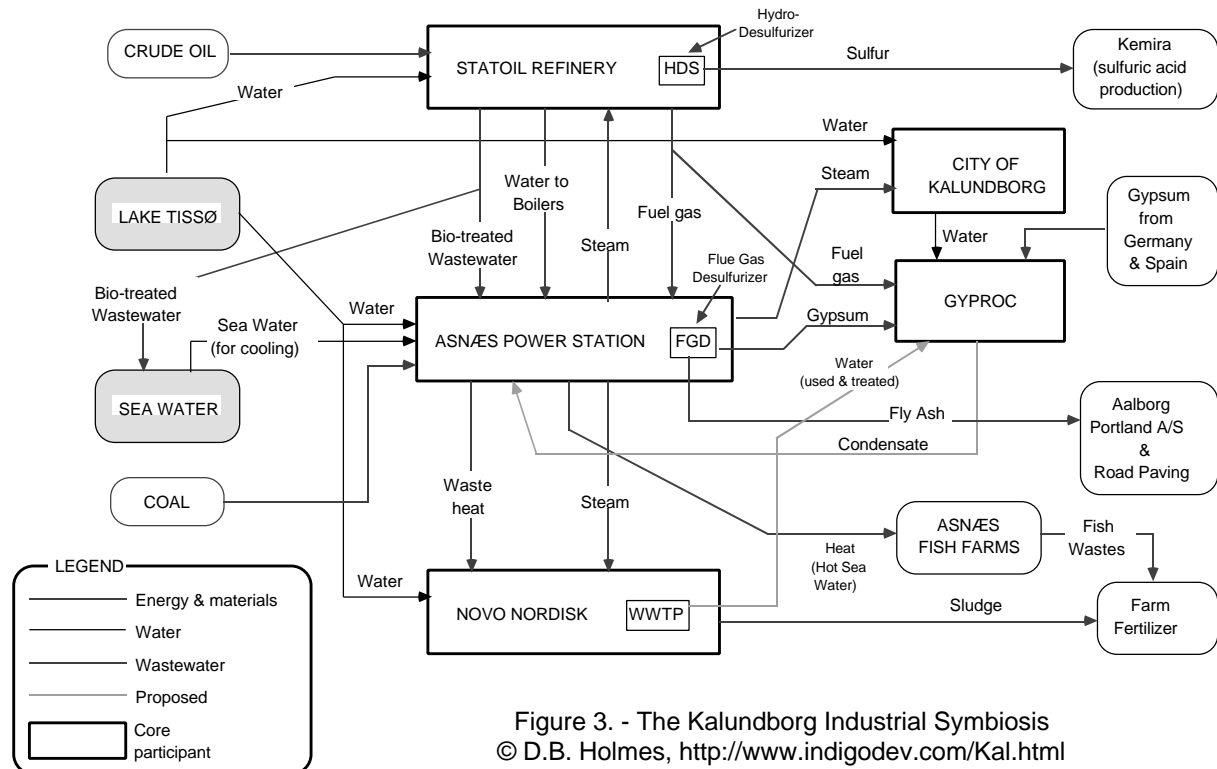 Hydro-
Desulfurizer
CRUDE OIL
STATOIL REFINERY
HDS
Sulfur
Kemira
(sulfuric acid
production)
Water
Water
CITY OF
KALUNDBORG
Steam
LAKE TISSØ
Water to
Boilers
Fuel gas
Gypsum
from
Germany
& Spain
Bio-treated
Wastewater
Steam
Water
Flue Gas
Desulfurizer
Fuel
gas
GYPROC
Bio-treated
Wastewater
Water
Sea Water
(for cooling)
ASNÆS POWER STATION
FGD
Gypsum
Water
(used & treated)
SEA WATER
Fly Ash
Aalborg
Portland A/S
&
Road Paving
Condensate
COAL
Waste
heat
Steam
ASNÆS
FISH FARMS
Fish
Wastes
Heat
(Hot Sea
Water)
LEGEND
Energy & materials
Water
Wastewater
Proposed
Core
participant
Water
NOVO NORDISK
WWTP
Sludge
Farm
Fertilizer
Figure 3. - The Kalundborg Industrial Symbiosis
© D.B. Holmes, http://www.indigodev.com/Kal.html